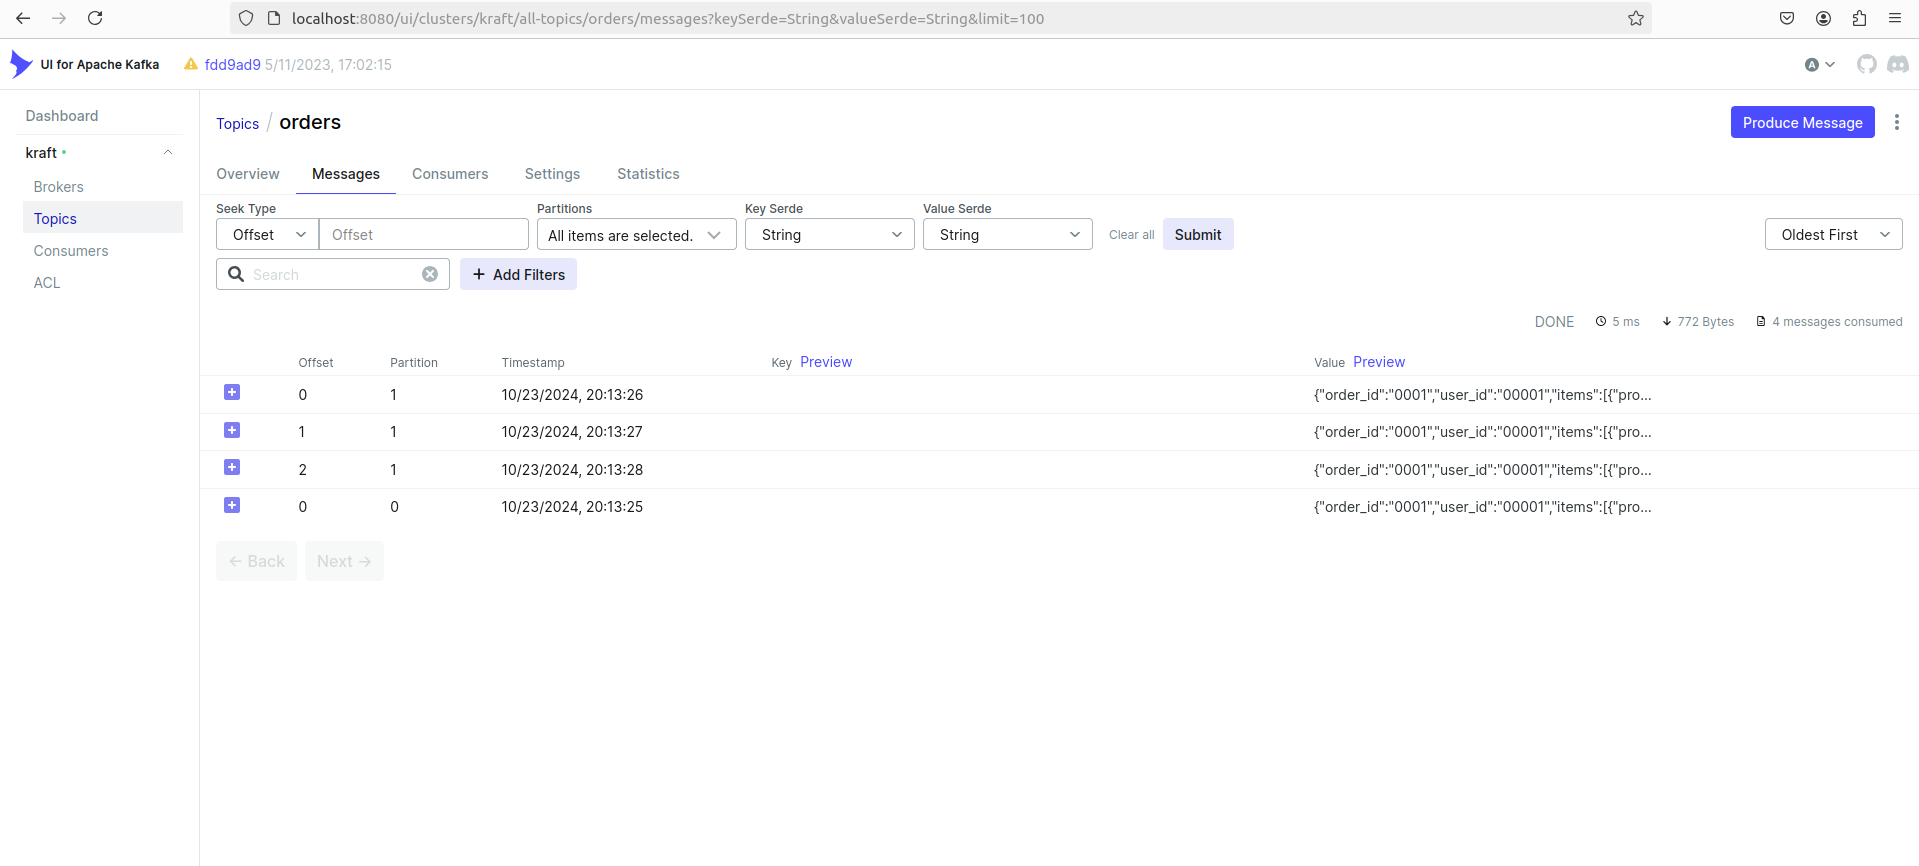 localhost:8080/ui/clusters/kraft/all-topics/orders/messages?keySerde=String&valueSerde=String&limit=100
UI for Apache Kafka fdd9ad9 5/11/2023, 17:02:15 A
Dashboard
kraft
Brokers
Topics
Consumers
ACL
Topics / orders Produce Message
Overview Messages Consumers Settings Statistics
Seek Type Partitions Key Serde Value Serde
Offset Offset All items are selected. String String Clear all Submit Oldest First
Search Add Filters
DONE 5 ms 772 Bytes 4 messages consumed
Offset Partition Timestamp Key Preview Value Preview
0 1 10/23/2024, 20:13:26 {"order_id":"0001","user_id":"00001","items":[{"pro...
1 1 10/23/2024, 20:13:27 {"order_id":"0001","user_id":"00001","items":[{"pro...
2 1 10/23/2024, 20:13:28 {"order_id":"0001","user_id":"00001","items":[{"pro...
0 0 10/23/2024, 20:13:25 {"order_id":"0001","user_id":"00001","items":[{"pro...
← Back Next →